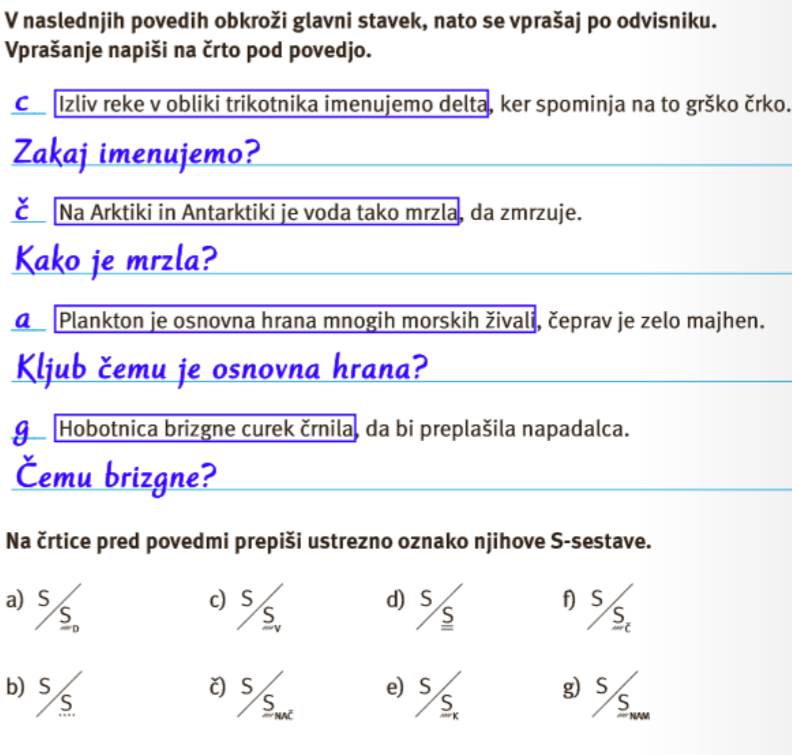 V naslednjih povedih obkroži glavni stavek, nato se vprašaj po odvisniku.
Vprašanje napiši na črto pod povedjo.
c Izliv reke v obliki trikotnika imenujemo delta, ker spominja na to grško črko.
Zakaj imenujemo?
č Na Arktiki in Antarktiki je voda tako mrzla, da zmrzuje.
Kako je mrzla?
a Plankton je osnovna hrana mnogih morskih živali, čeprav je zelo majhen.
Kljub čemu je osnovna hrana?
g Hobotnica brizgne curek črnila, da bi preplašila napadalca.
Čemu brizgne?
Na črtice pred povedmi prepiši ustrezno oznako njihove S-sestave.
a) S/S D c) S/S V d) S/S f) S/S Č
b) S/S č) S/S NAČ e) S/S K g) S/S NAM